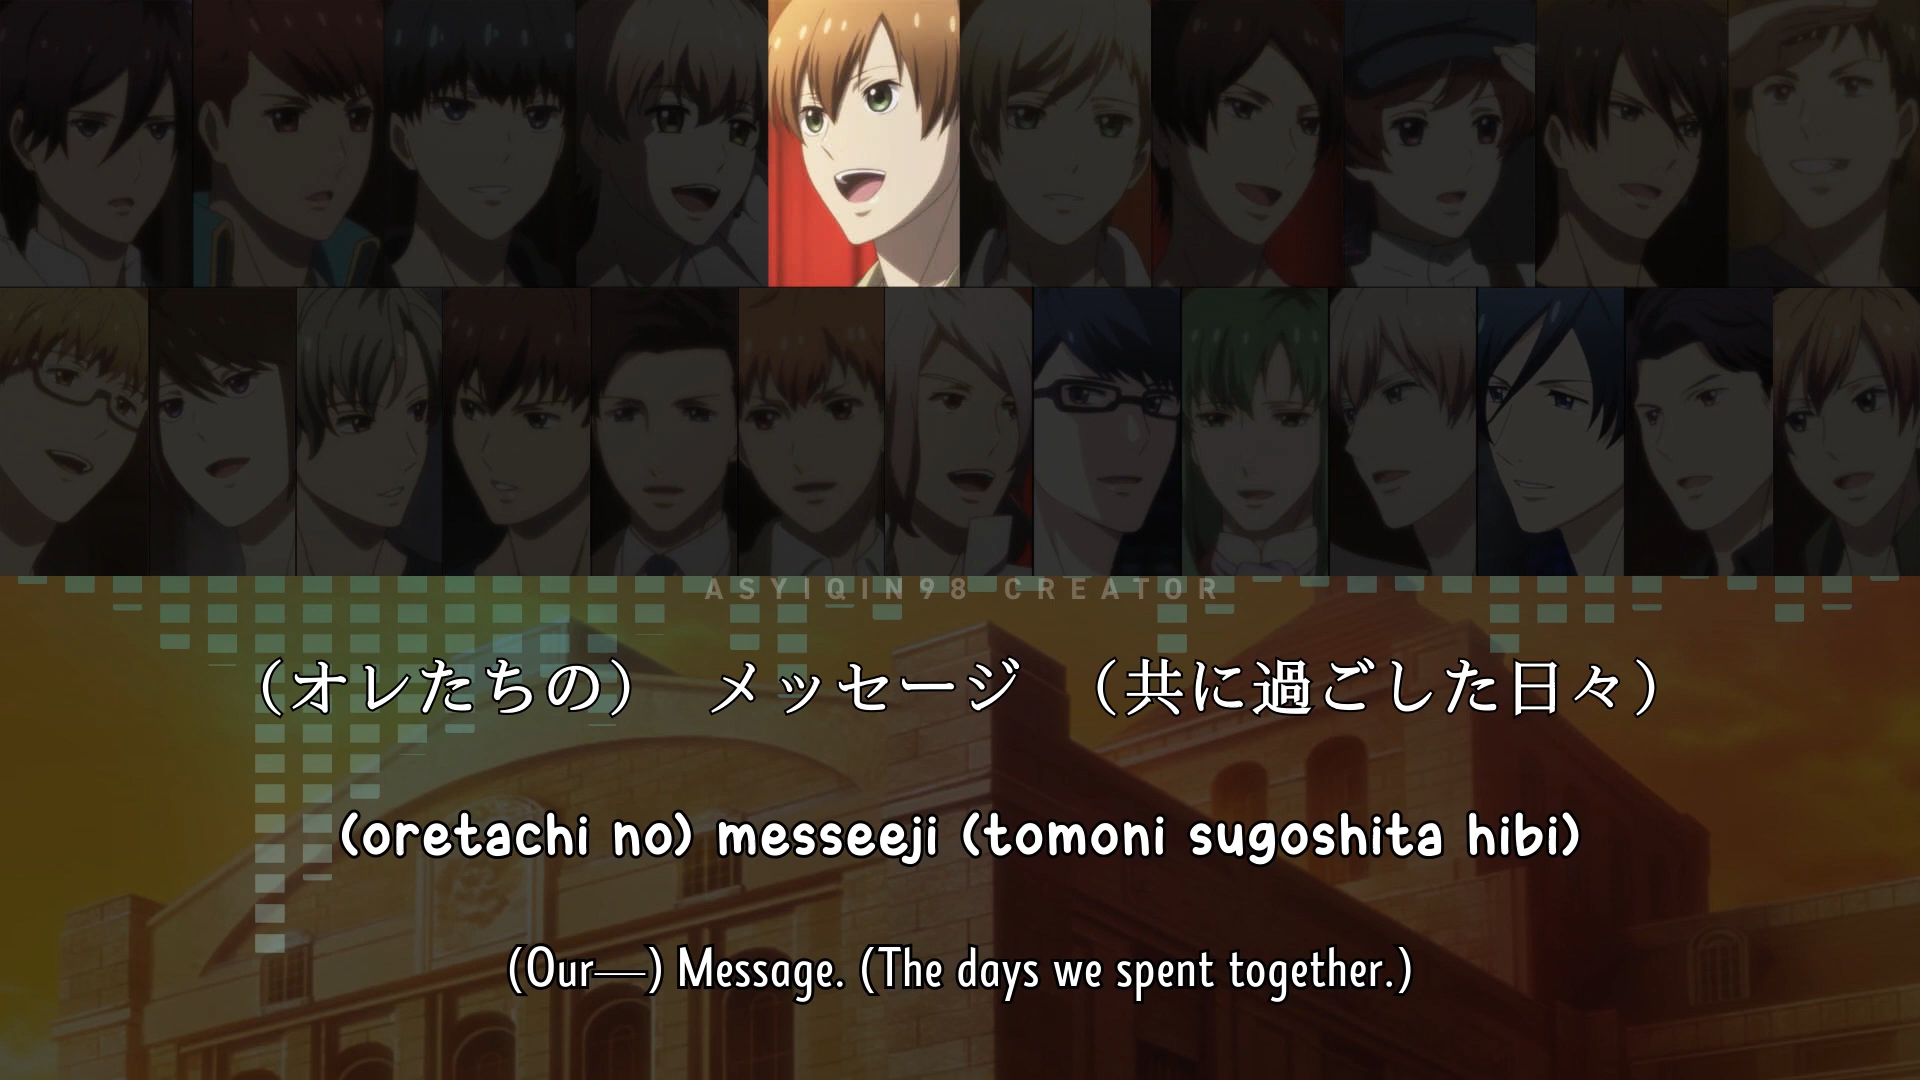 ASYIQIN98 CREATOR
（オレたちの）　メッセージ　（共に過ごした日々）
(oretachi no) messeeji (tomoni sugoshita hibi)
(Our—) Message. (The days we spent together.)